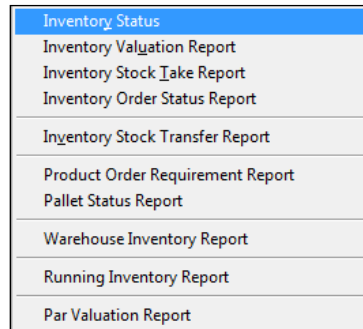 Inventory Status
Inventory Valuation Report
Inventory Stock Take Report
Inventory Order Status Report
Inventory Stock Transfer Report
Product Order Requirement Report
Pallet Status Report
Warehouse Inventory Report
Running Inventory Report
Par Valuation Report